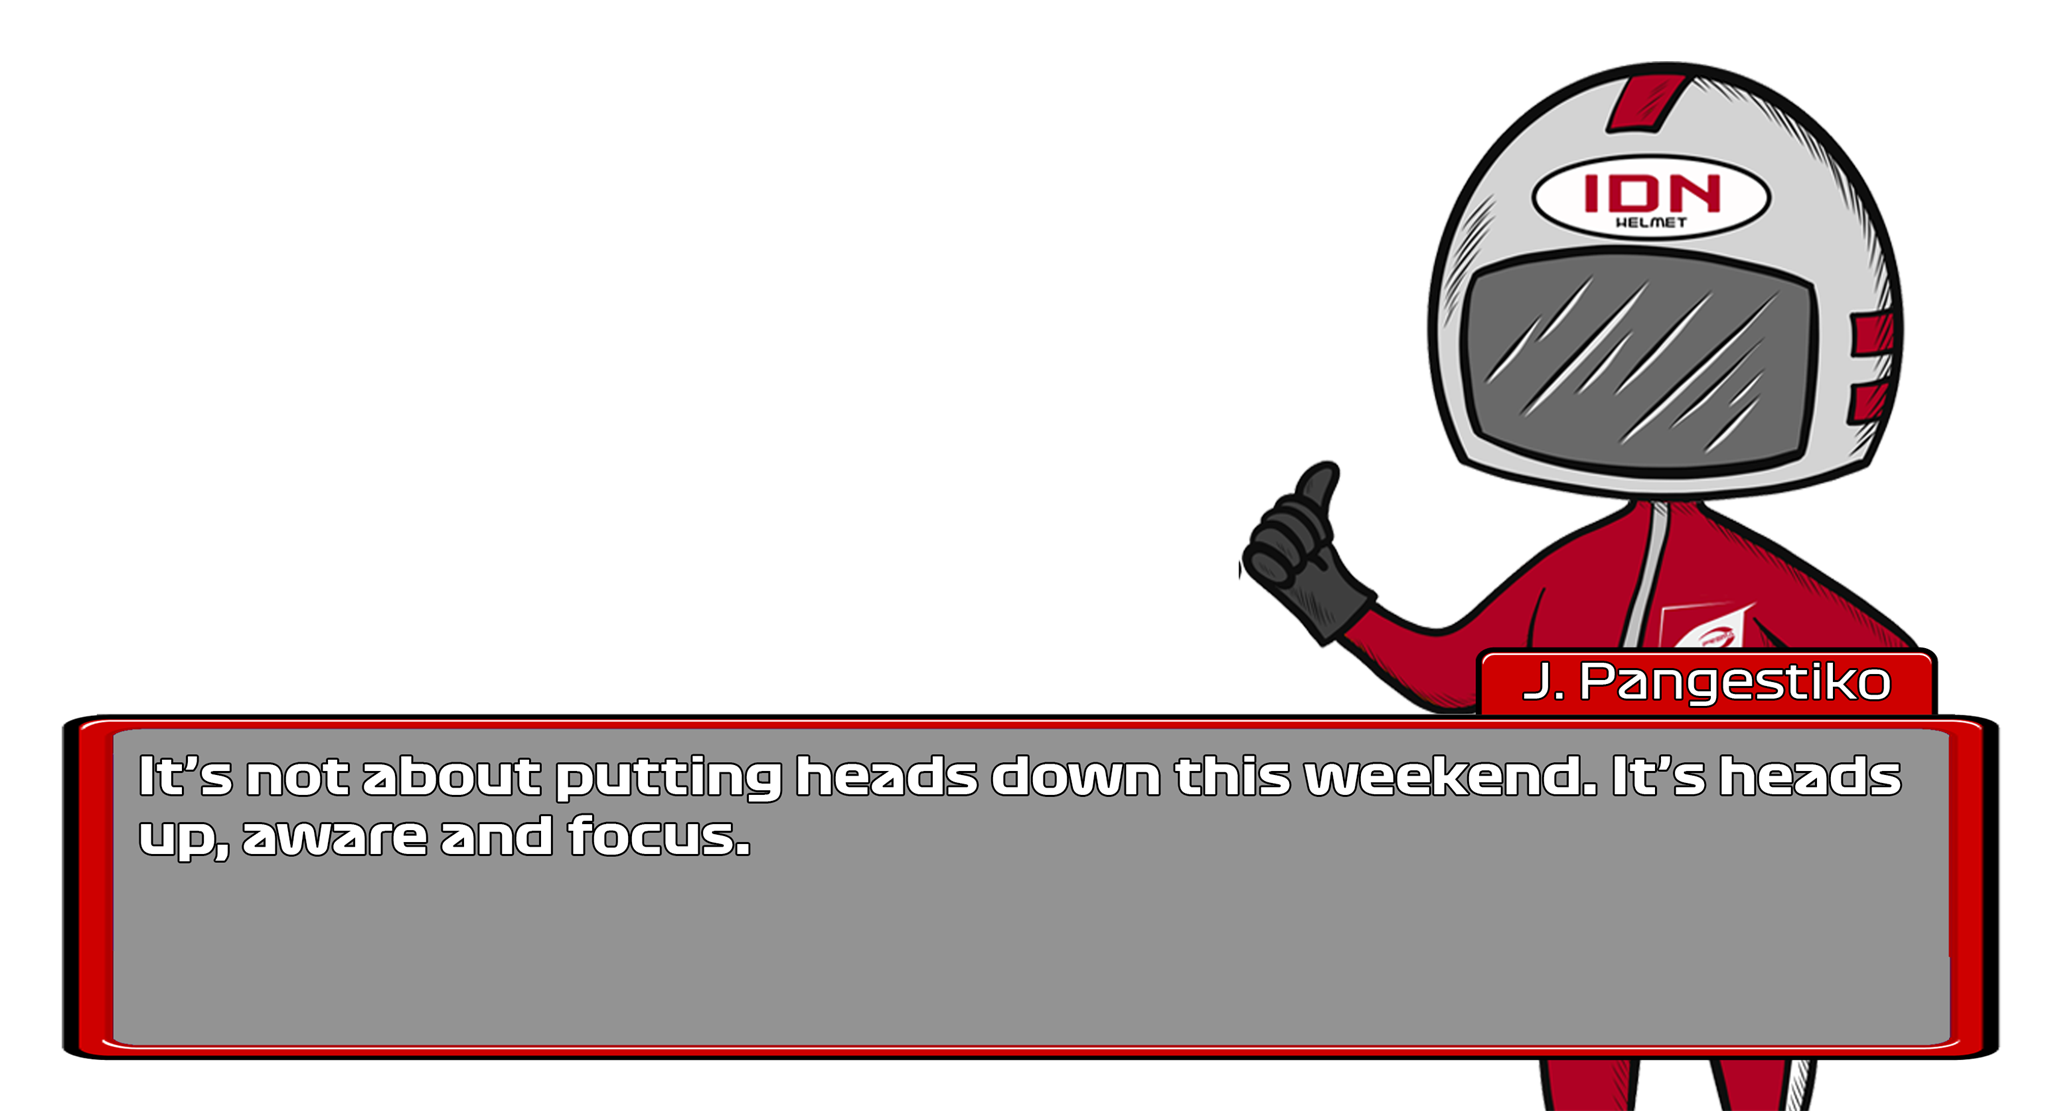 IDN
HELMET
J. Pangestiko
It's not about putting heads down this weekend. It's heads
up, aware and focus.